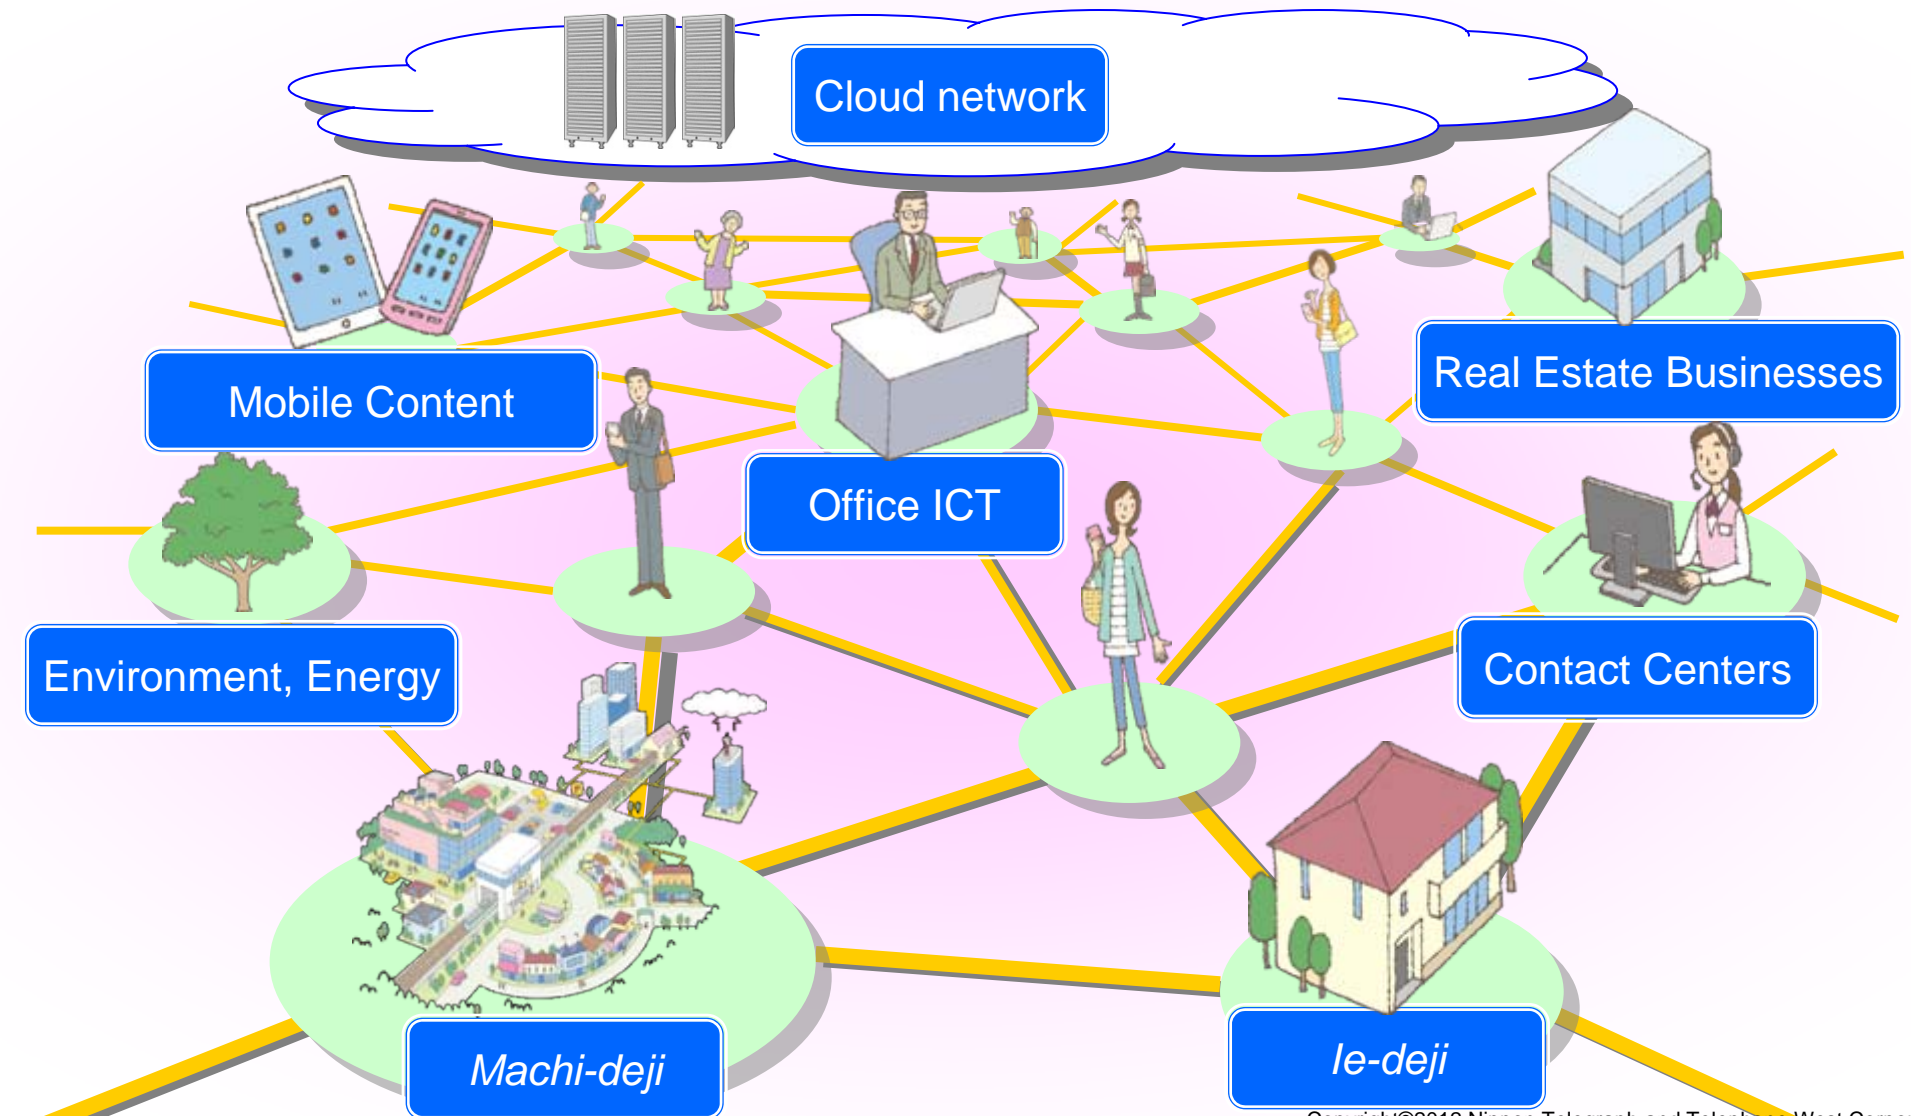 Cloud network
Mobile Content
Real Estate Businesses
Office ICT
Environment, Energy
Contact Centers
Machi-deji
Ie-deji